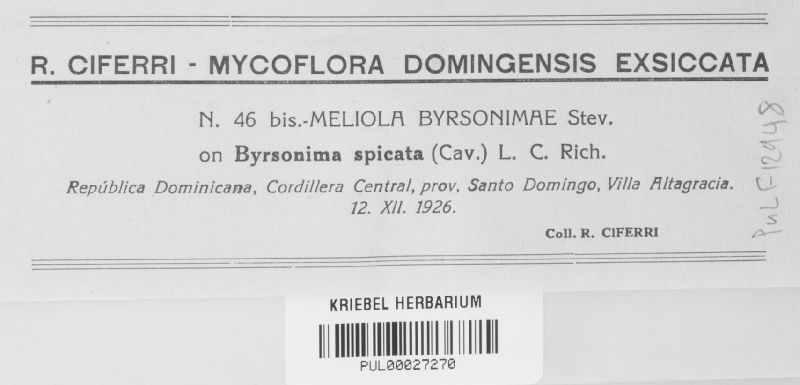 R. CIFERRI - MYCOFLORA DOMINGENSIS EXSICCATA
N. 46 bis.-MELIOLA BYRSONIMAE Stev.
on Byrsonima spicata (Cav.) L. C. Rich.
República Dominicana, Cordillera Central, prov. Santo Domingo, Villa Altagracia.
12. XII. 1926.
Coll. R. CIFERRI
PuL F12948
KRIEBEL HERBARIUM
PUL00027270